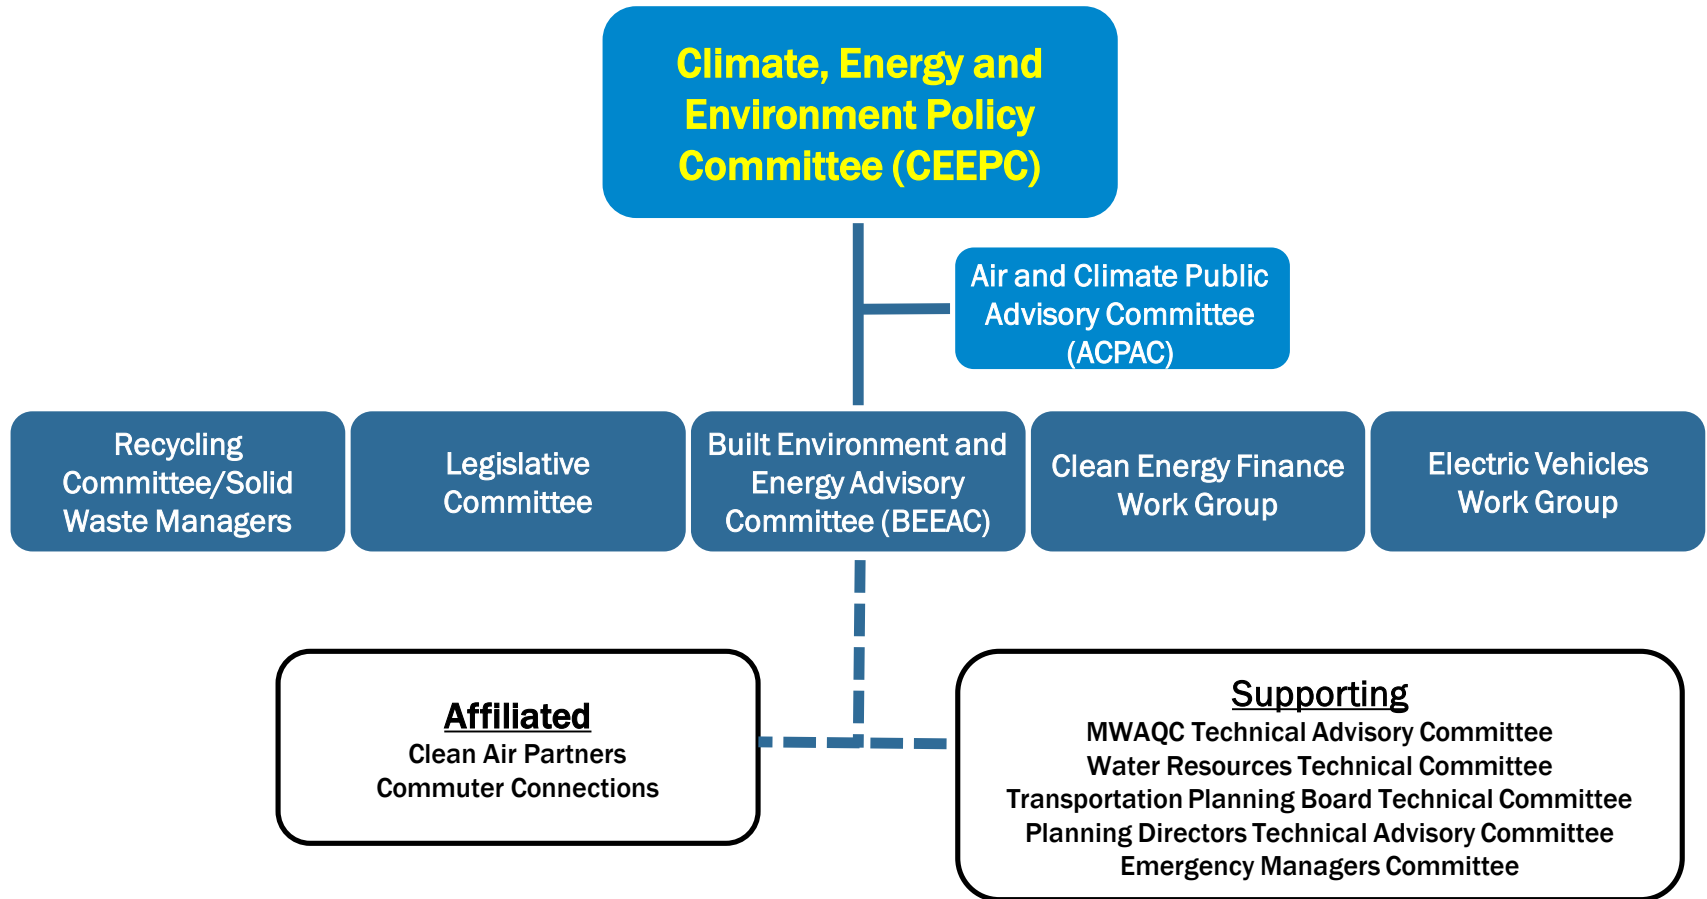 Climate, Energy and
Environment Policy
Committee (CEEPC)
Air and Climate Public
Advisory Committee
(ACPAC)
Recycling
Committee/Solid
Waste Managers
Legislative
Committee
Built Environment and
Energy Advisory
Committee (BEEAC)
Clean Energy Finance
Work Group
Electric Vehicles
Work Group
Affiliated
Clean Air Partners
Commuter Connections
Supporting
MWAQC Technical Advisory Committee
Water Resources Technical Committee
Transportation Planning Board Technical Committee
Planning Directors Technical Advisory Committee
Emergency Managers Committee